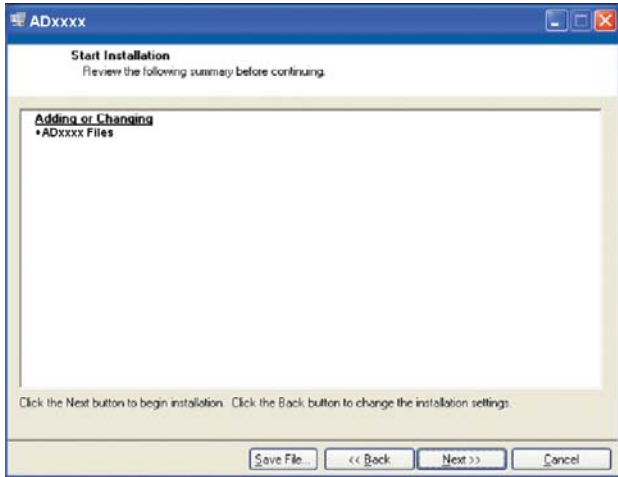 ADxxxx
Start Installation
Review the following summary before continuing.
Adding or Changing
•ADxxxx Files
Click the Next button to begin installation. Click the Back button to change the installation settings.
Save File... << Back Next >> Cancel